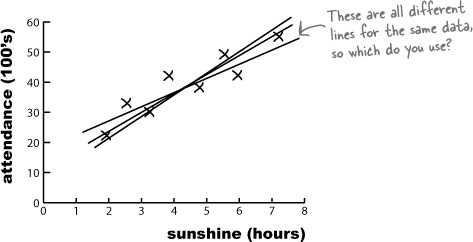 These are all different
lines for the same data,
so which do you use?
attendance (100's)
60
50
40
30
20
10
0
0 1 2 3 4 5 6 7 8
sunshine (hours)